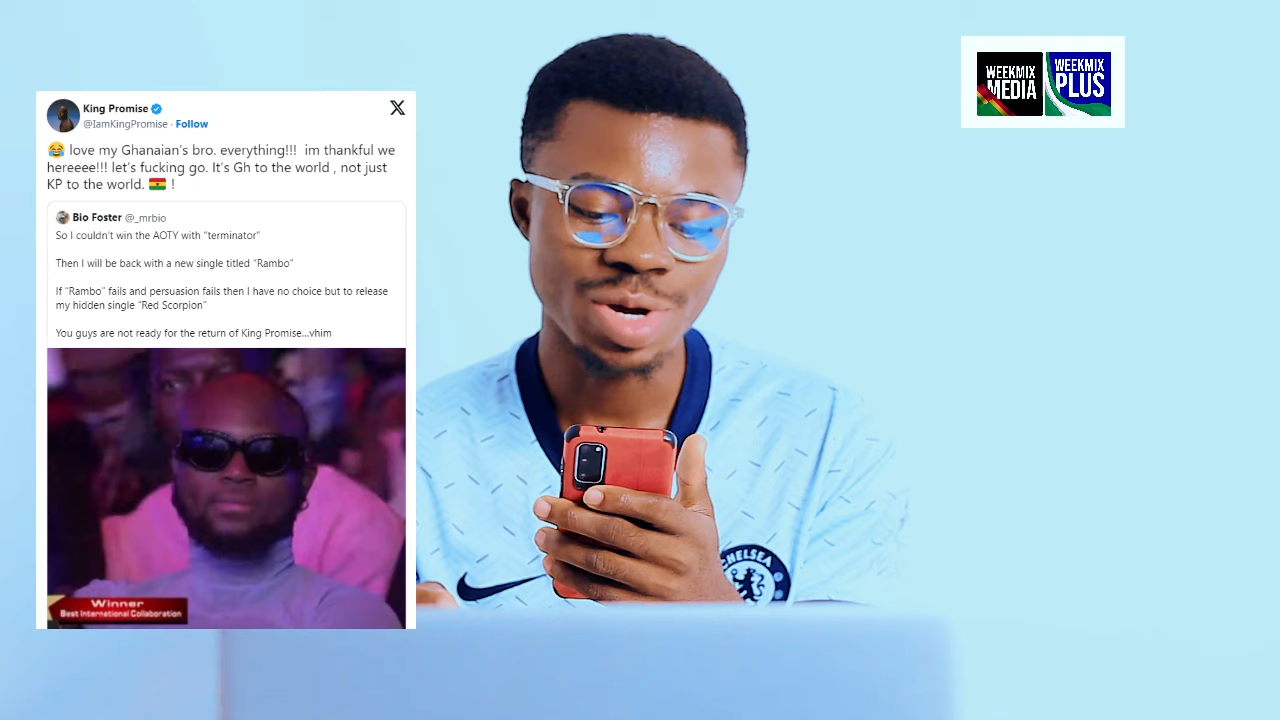 King Promise
@IamKingPromise · Follow
😂 love my Ghanaian's bro. everything!!! im thankful we
hereeee!!! let's fucking go. It's Gh to the world , not just
KP to the world. 🇬🇭 !
Bio Foster @_mrbio
So I couldn't win the AOTY with "terminator"
Then I will be back with a new single titled "Rambo"
If "Rambo" fails and persuasion fails then I have no choice but to release
my hidden single "Red Scorpion"
You guys are not ready for the return of King Promise...vhim
Winner
Best International Collaboration
CHELSEA
WEEKMIX
MEDIA
WEEKMIX
PLUS